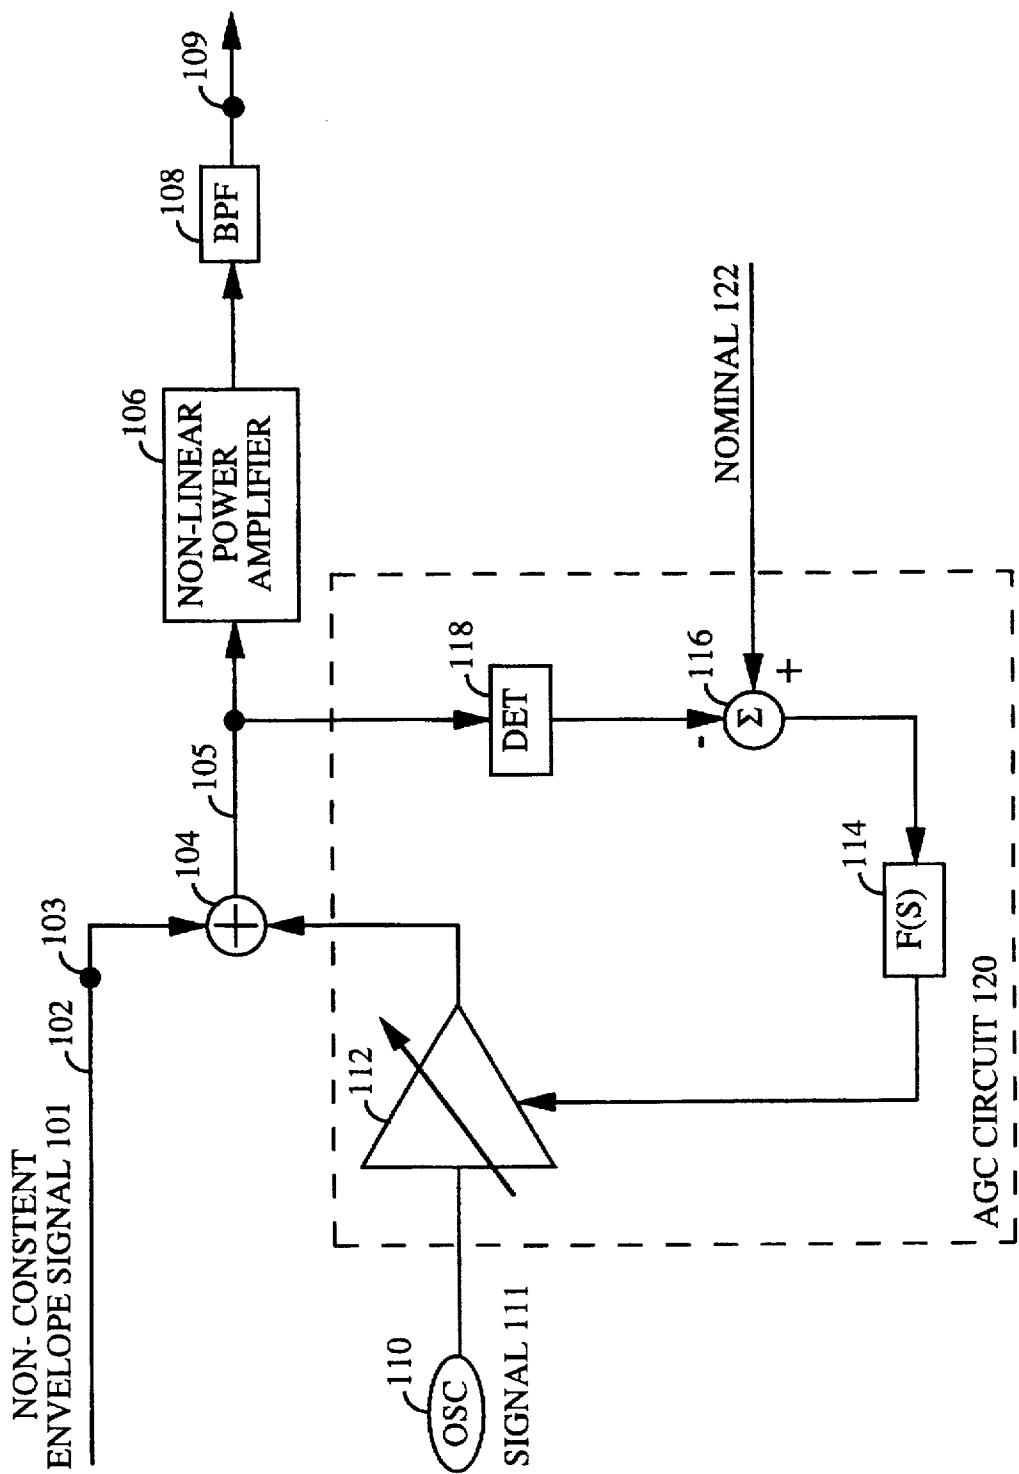 NON- CONSTENT
ENVELOPE SIGNAL 101
102
103
104
105
106
NON-LINEAR
POWER
AMPLIFIER
108
BPF
109
110
OSC
SIGNAL 111
112
118
DET
-
116
Σ
+
NOMINAL 122
114
F(S)
AGC CIRCUIT 120